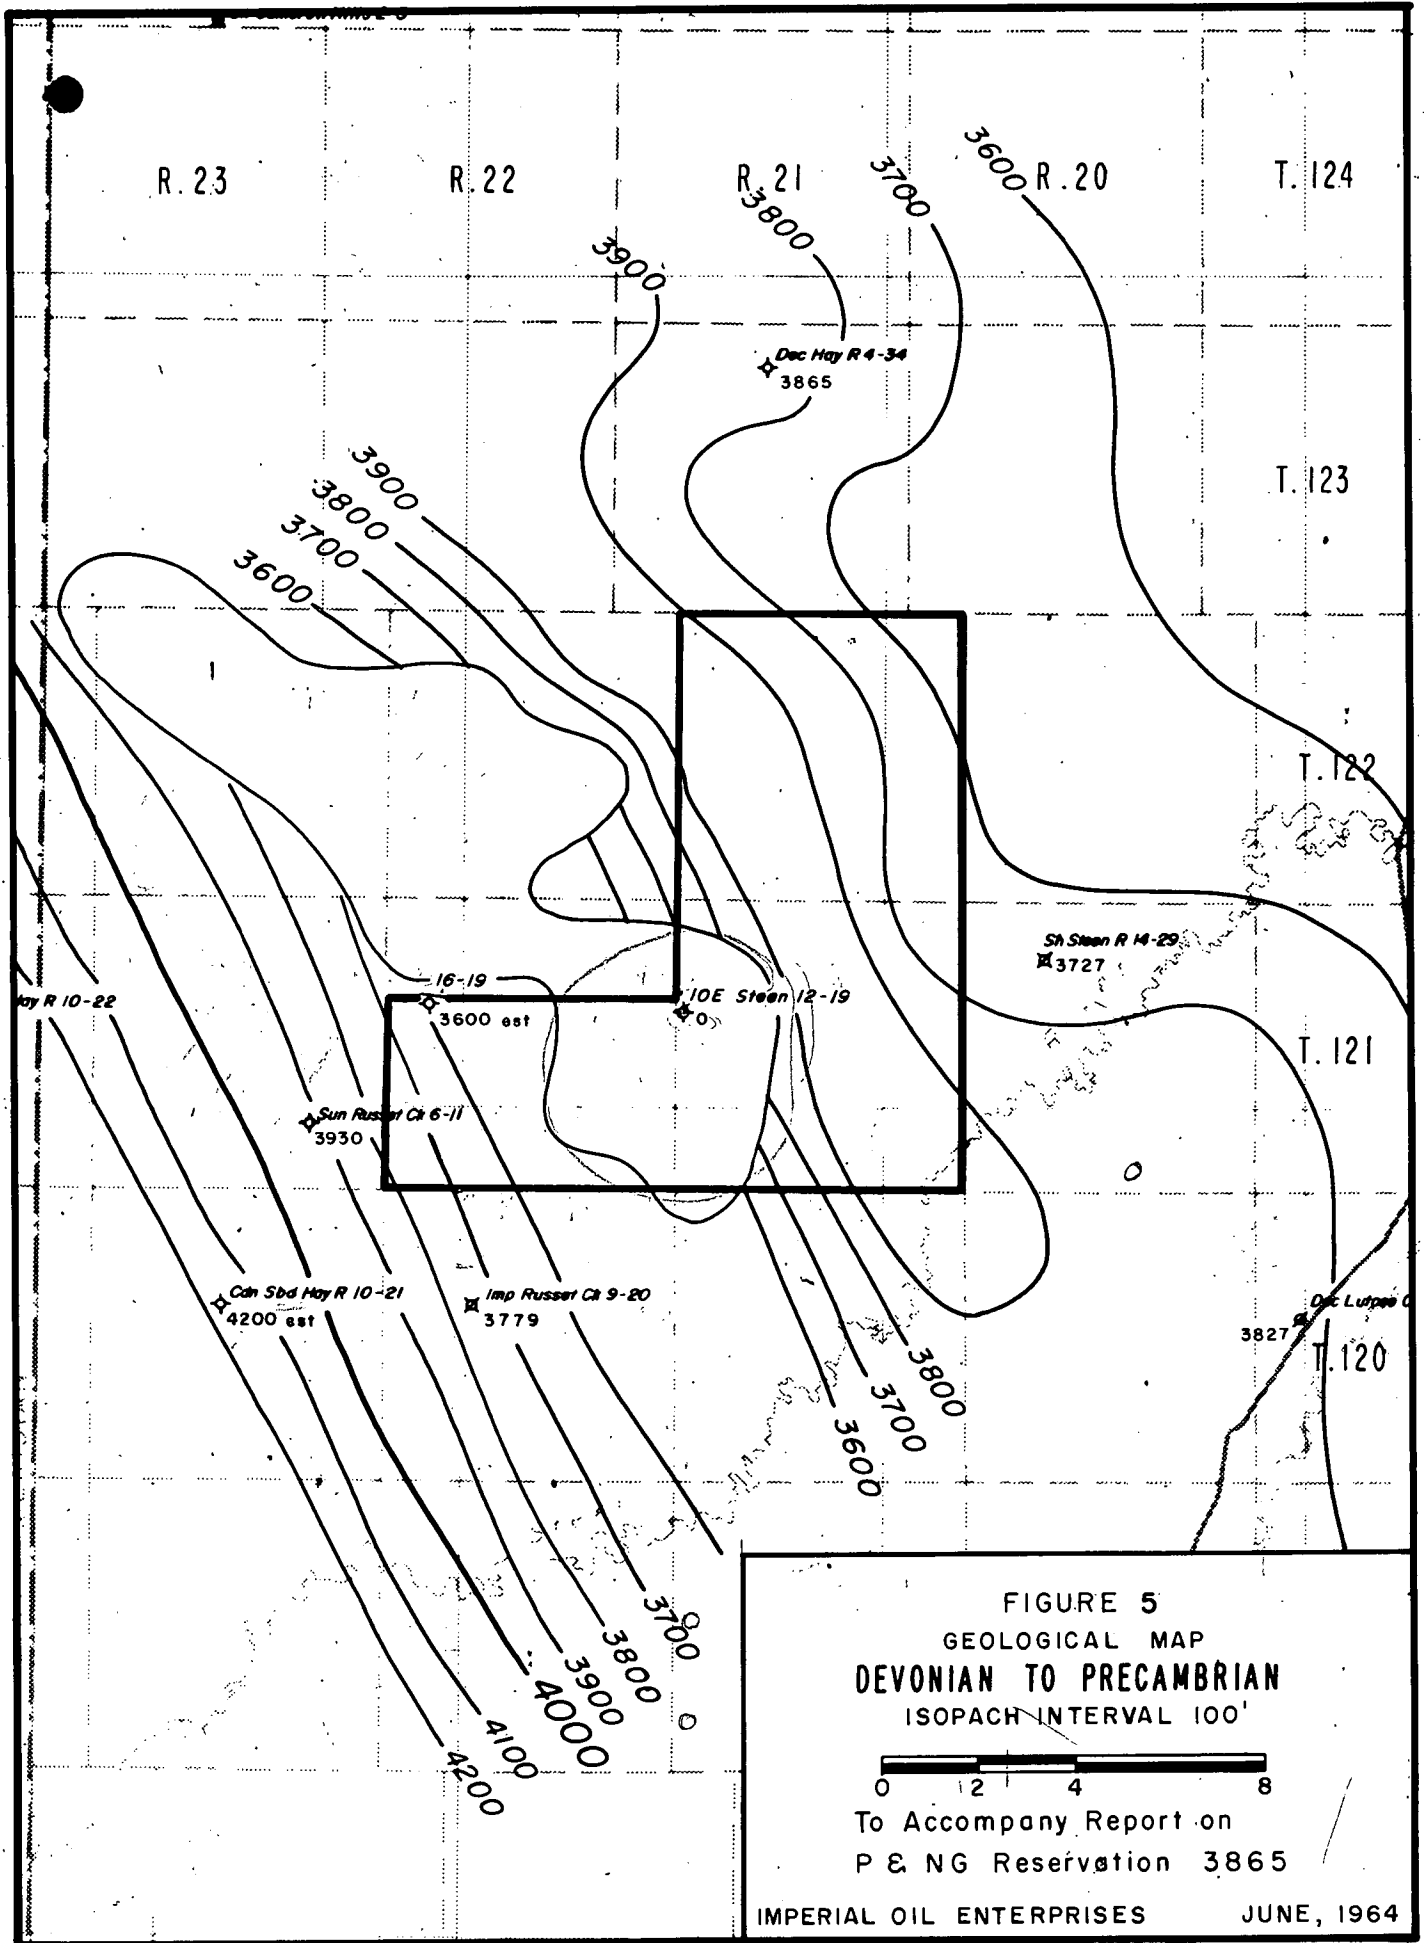 R.23
R.22
R.21
R.20
T.124
3600
3700
3800
3900
Dec Hay R 4-34
3865
T.123
3900
3800
3700
3600
T.122
Sh Steen R 14-29
3727
16-19
3600 est
IOE Steen 12-19
0
R 10-22
T.121
Sun Russet Ck 6-11
3930
Cdn Sbd Hay R 10-21
4200 est
Imp Russet Ck 9-20
3779
3827
T.120
3800
3700
3600
3700
3800
3900
4000
4100
4200
FIGURE 5
GEOLOGICAL MAP
DEVONIAN TO PRECAMBRIAN
ISOPACH INTERVAL 100'
0 2 4 8
To Accompany Report on
P & NG Reservation 3865
IMPERIAL OIL ENTERPRISES JUNE, 1964